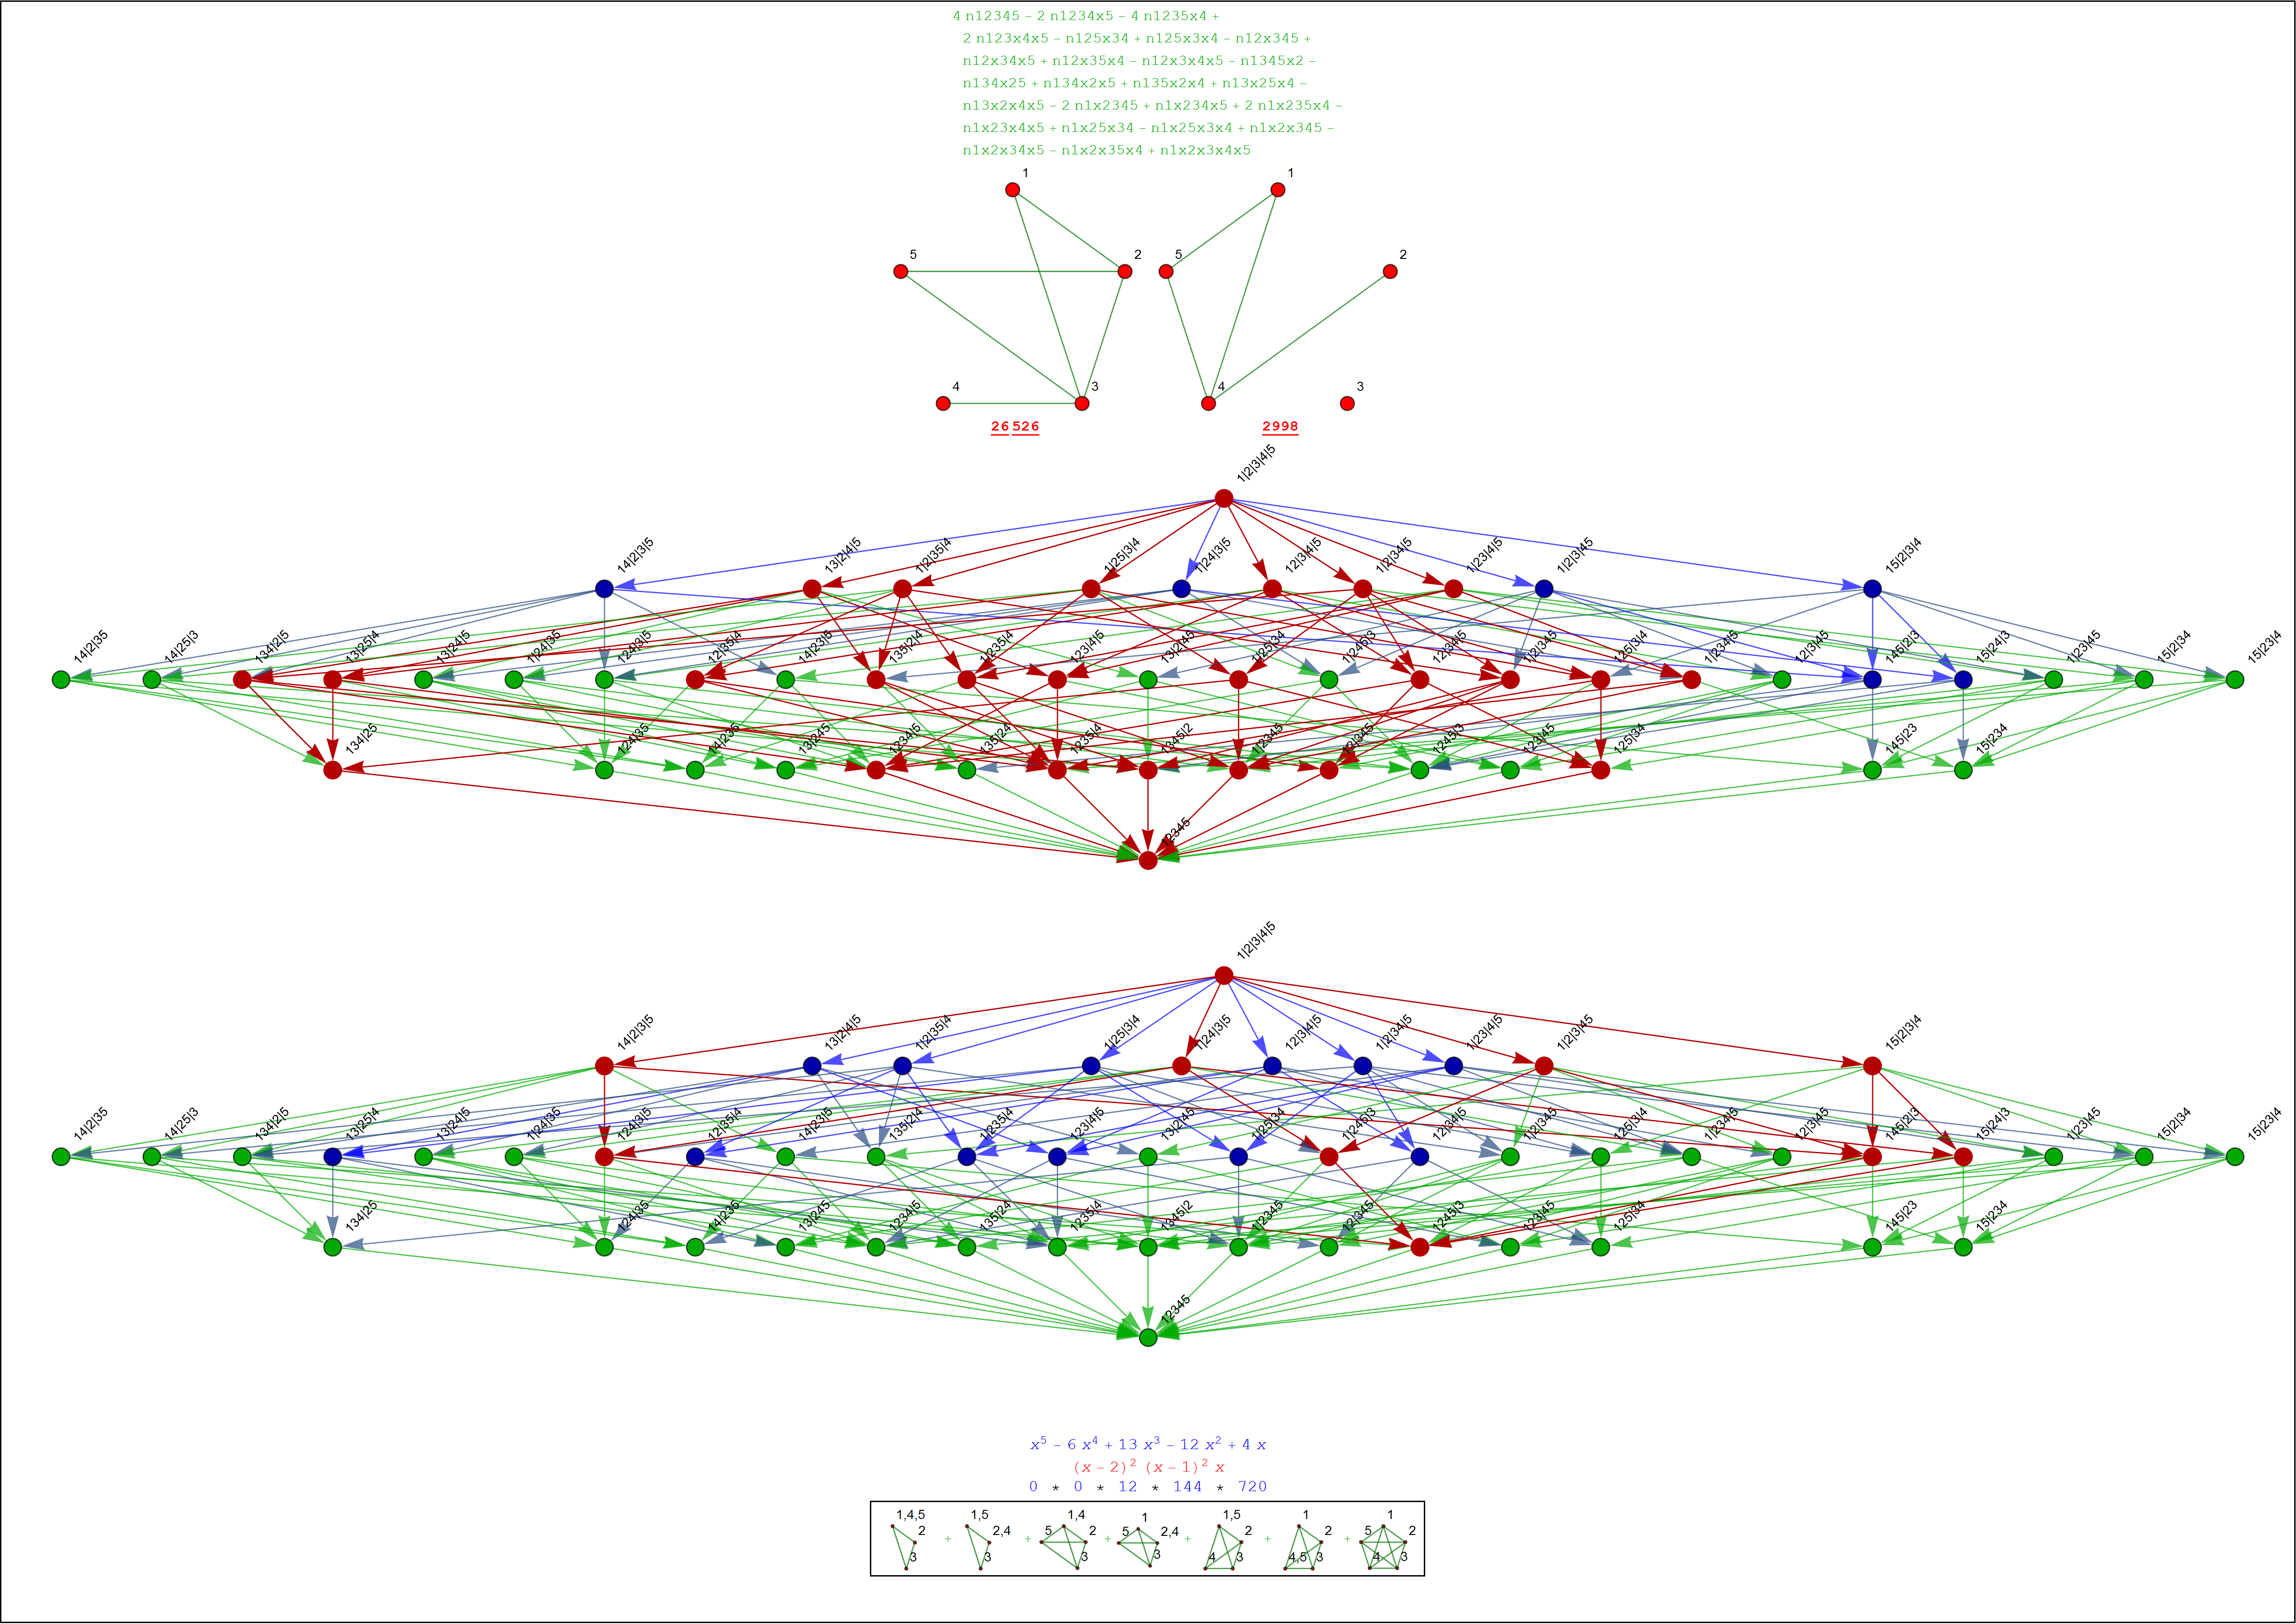 4 n12345 − 2 n1234x5 − 4 n1235x4 +
2 n123x4x5 − n125x34 + n125x3x4 − n12x345 +
n12x34x5 + n12x35x4 − n12x3x4x5 − n1345x2 −
n134x25 + n134x2x5 + n135x2x4 + n13x25x4 −
n13x2x4x5 − 2 n1x2345 + n1x234x5 + 2 n1x235x4 −
n1x23x4x5 + n1x25x34 − n1x25x3x4 + n1x2x345 −
n1x2x34x5 − n1x2x35x4 + n1x2x3x4x5
1 1
5 2 5 2
4 3 4 3
26 526 2998
1|2|3|4|5
14|2|3|5 13|2|4|5 1|2|35|4 1|25|3|4 1|24|3|5 12|3|4|5 1|2|34|5 1|23|4|5 1|2|3|45 15|2|3|4
14|2|35 14|25|3 134|2|5 13|25|4 13|24|5 1|24|35 124|3|5 12|35|4 14|23|5 135|2|4 1|235|4 123|4|5 13|2|45 1|25|34 1|245|3 12|34|5 1|2|345 125|3|4 1|234|5 12|3|45 145|2|3 15|24|3 1|23|45 15|2|34 15|23|4
134|25 124|35 14|235 13|245 1234|5 135|24 1235|4 1345|2 1|2345 12|345 1245|3 123|45 125|34 145|23 15|234
12345
1|2|3|4|5
14|2|3|5 13|2|4|5 1|2|35|4 1|25|3|4 1|24|3|5 12|3|4|5 1|2|34|5 1|23|4|5 1|2|3|45 15|2|3|4
14|2|35 14|25|3 134|2|5 13|25|4 13|24|5 1|24|35 124|3|5 12|35|4 14|23|5 135|2|4 1|235|4 123|4|5 13|2|45 1|25|34 1|245|3 12|34|5 1|2|345 125|3|4 1|234|5 12|3|45 145|2|3 15|24|3 1|23|45 15|2|34 15|23|4
134|25 124|35 14|235 13|245 1234|5 135|24 1235|4 1345|2 1|2345 12|345 1245|3 123|45 125|34 145|23 15|234
12345
x⁵ − 6 x⁴ + 13 x³ − 12 x² + 4 x
(x − 2)² (x − 1)² x
0 * 0 * 12 * 144 * 720
1,4,5 1,5 1,4 1 1,5 1 1
2 2,4 5 2 5 2,4 2 2 5 2
+ + + + + +
3 3 3 3 4 3 4,5 3 4 3